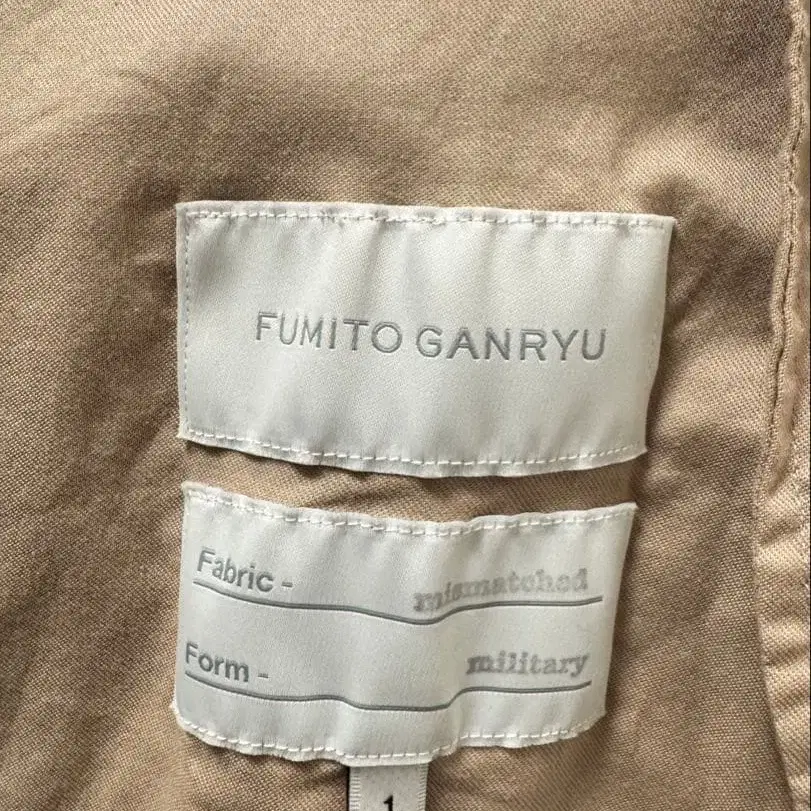 FUMITO GANRYU
Fabric - mismatched
Form - military
1